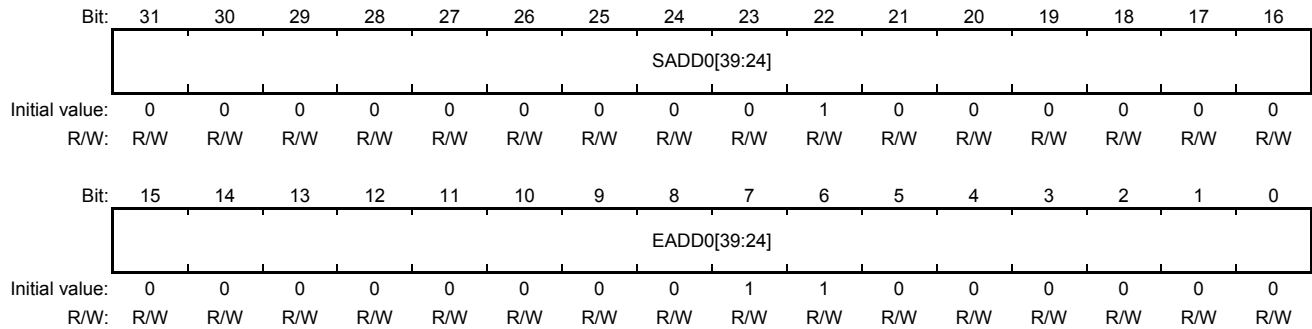 Bit: 31 30 29 28 27 26 25 24 23 22 21 20 19 18 17 16
SADD0[39:24]
Initial value: 0 0 0 0 0 0 0 0 0 1 0 0 0 0 0 0
R/W: R/W R/W R/W R/W R/W R/W R/W R/W R/W R/W R/W R/W R/W R/W R/W R/W
Bit: 15 14 13 12 11 10 9 8 7 6 5 4 3 2 1 0
EADD0[39:24]
Initial value: 0 0 0 0 0 0 0 0 1 1 0 0 0 0 0 0
R/W: R/W R/W R/W R/W R/W R/W R/W R/W R/W R/W R/W R/W R/W R/W R/W R/W